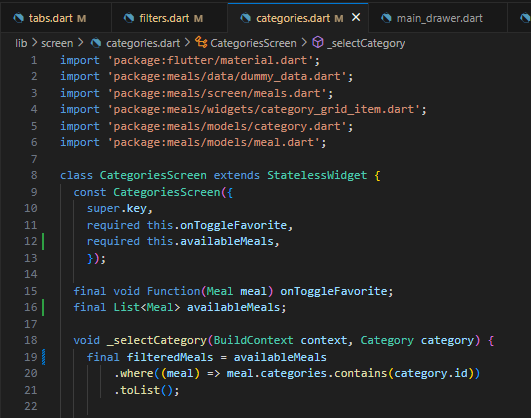 tabs.dart M filters.dart M categories.dart M × main_drawer.dart
lib > screen > categories.dart > CategoriesScreen > _selectCategory
1 import 'package:flutter/material.dart';
2 import 'package:meals/data/dummy_data.dart';
3 import 'package:meals/screen/meals.dart';
4 import 'package:meals/widgets/category_grid_item.dart';
5 import 'package:meals/models/category.dart';
6 import 'package:meals/models/meal.dart';
7
8 class CategoriesScreen extends StatelessWidget {
9   const CategoriesScreen({
10     super.key,
11     required this.onToggleFavorite,
12     required this.availableMeals,
13     });
14
15   final void Function(Meal meal) onToggleFavorite;
16   final List<Meal> availableMeals;
17
18   void _selectCategory(BuildContext context, Category category) {
19     final filteredMeals = availableMeals
20         .where((meal) => meal.categories.contains(category.id))
21         .toList();
22